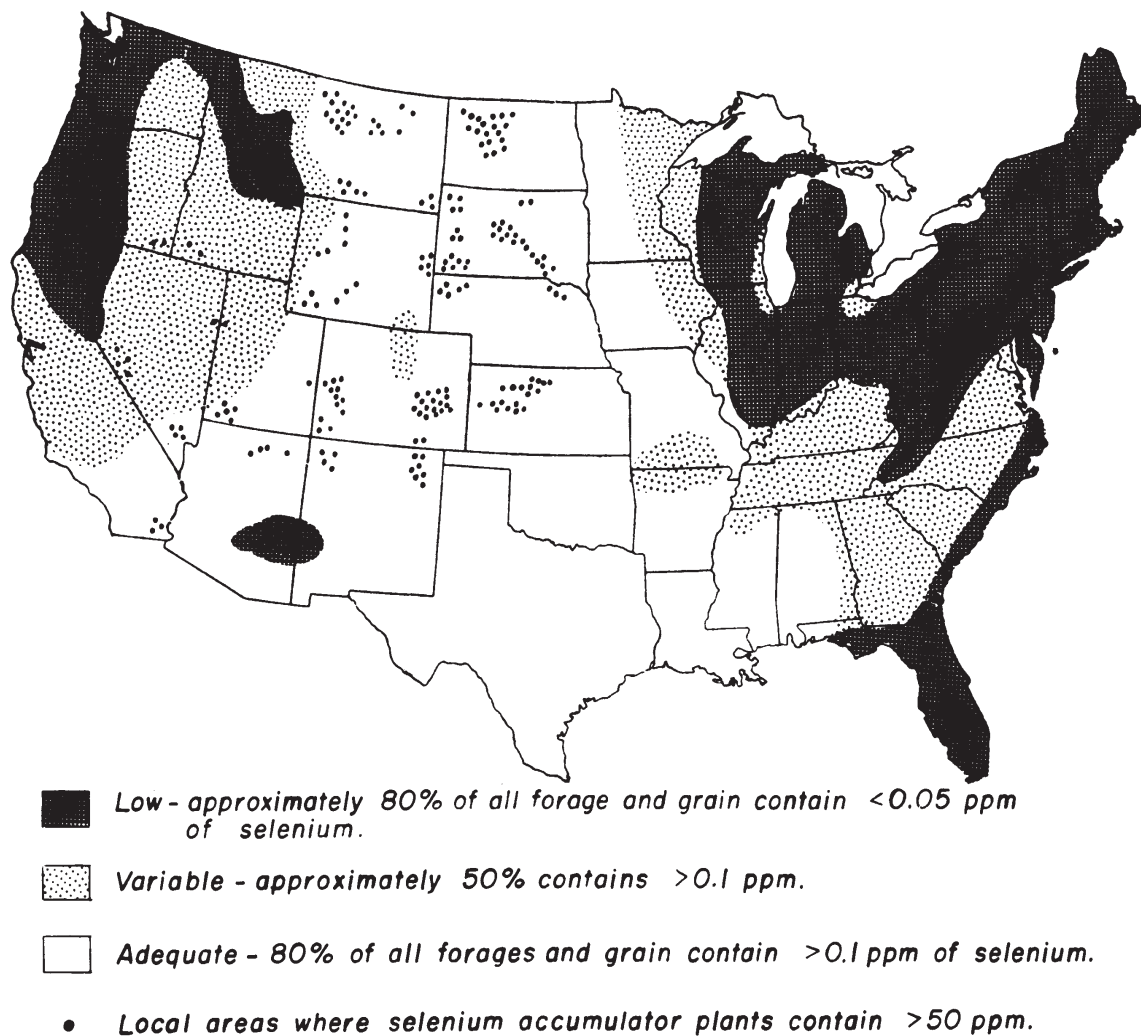 Low - approximately 80% of all forage and grain contain <0.05 ppm
of selenium.
Variable - approximately 50% contains >0.1 ppm.
Adequate - 80% of all forages and grain contain >0.1 ppm of selenium.
• Local areas where selenium accumulator plants contain >50 ppm.